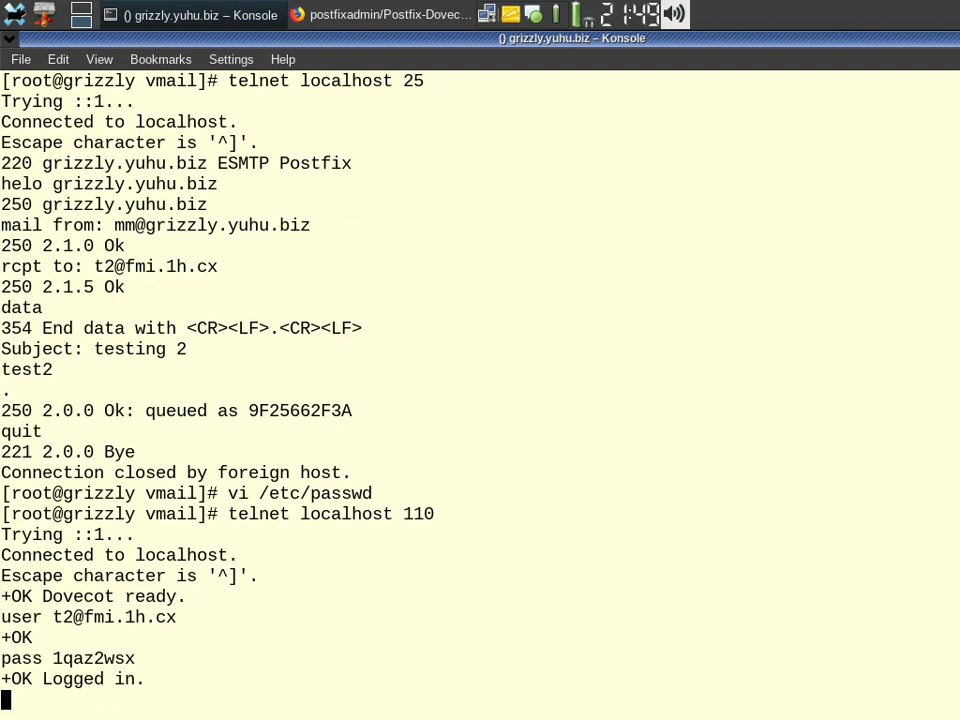 () grizzly.yuhu.biz – Konsole
postfixadmin/Postfix-Dovec...
21:48
() grizzly.yuhu.biz – Konsole
File Edit View Bookmarks Settings Help
[root@grizzly vmail]# telnet localhost 25
Trying ::1...
Connected to localhost.
Escape character is '^]'.
220 grizzly.yuhu.biz ESMTP Postfix
helo grizzly.yuhu.biz
250 grizzly.yuhu.biz
mail from: mm@grizzly.yuhu.biz
250 2.1.0 Ok
rcpt to: t2@fmi.1h.cx
250 2.1.5 Ok
data
354 End data with <CR><LF>.<CR><LF>
Subject: testing 2
test2
.
250 2.0.0 Ok: queued as 9F25662F3A
quit
221 2.0.0 Bye
Connection closed by foreign host.
[root@grizzly vmail]# vi /etc/passwd
[root@grizzly vmail]# telnet localhost 110
Trying ::1...
Connected to localhost.
Escape character is '^]'.
+OK Dovecot ready.
user t2@fmi.1h.cx
+OK
pass 1qaz2wsx
+OK Logged in.